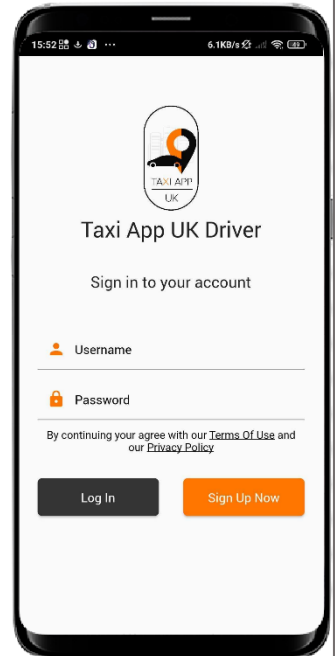 15:52 ... 6.1KB/s 49
TAXI APP
UK
Taxi App UK Driver
Sign in to your account
Username
Password
By continuing your agree with our Terms Of Use and
our Privacy Policy
Log In Sign Up Now